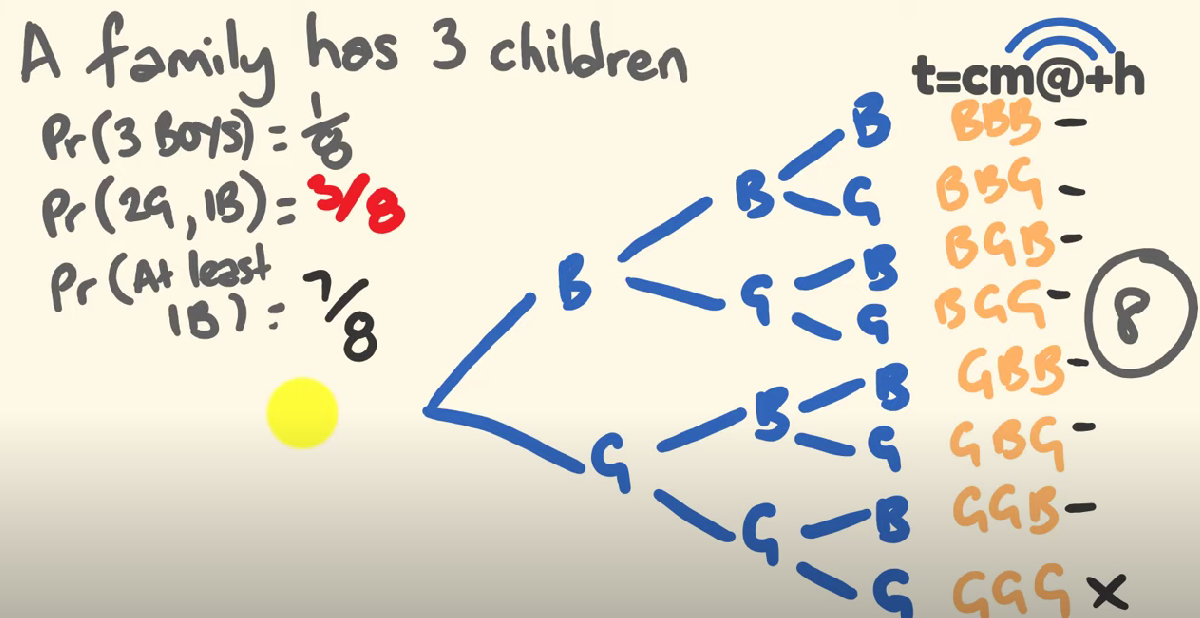 A family has 3 children
t=cm@+h
Pr(3 Boys) = 1/8
Pr(2G, 1B) = 3/8
Pr(At least
1B) = 7/8
B
G
B
G
B
G
B
G
B
G
B
G
B
G
BBB -
BBG -
BGB -
BGG -
GBB -
GBG -
GGB -
GGG ×
8